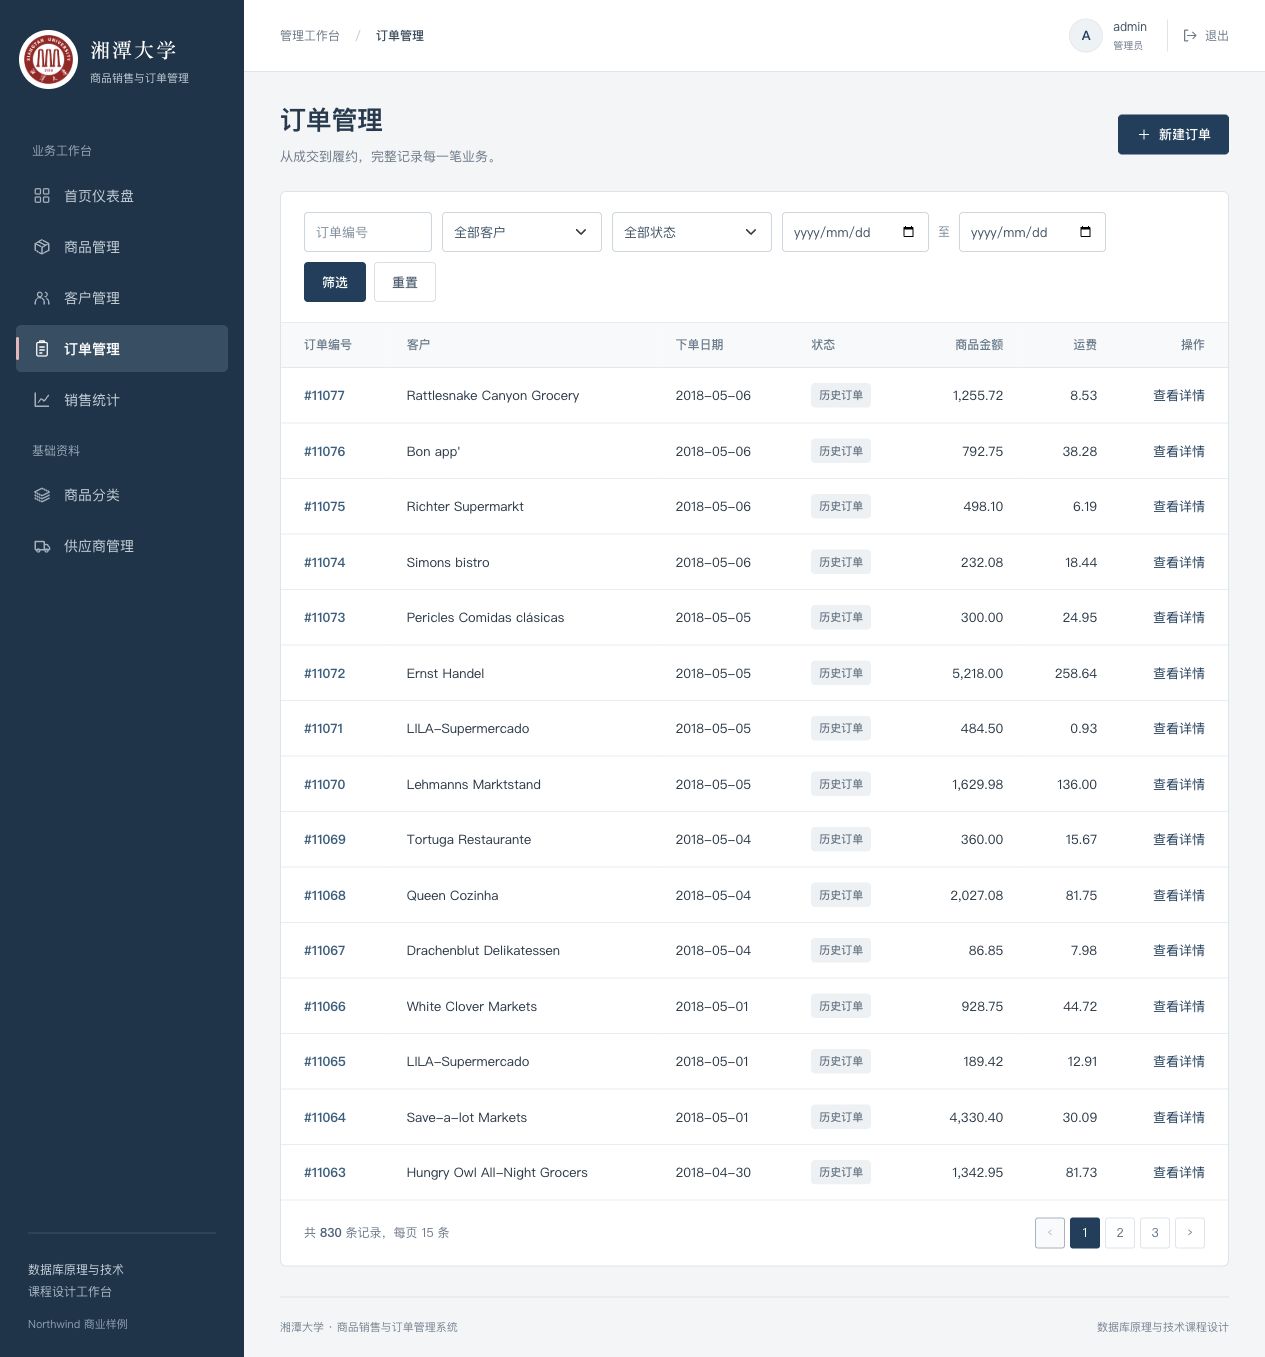 湘潭大学
商品销售与订单管理
业务工作台
首页仪表盘
商品管理
客户管理
订单管理
销售统计
基础资料
商品分类
供应商管理
数据库原理与技术
课程设计工作台
Northwind 商业样例
管理工作台 / 订单管理
A admin 管理员 退出
订单管理
从成交到履约，完整记录每一笔业务。
+ 新建订单
订单编号 全部客户 全部状态 yyyy/mm/dd 至 yyyy/mm/dd
筛选 重置
订单编号 客户 下单日期 状态 商品金额 运费 操作
#11077 Rattlesnake Canyon Grocery 2018-05-06 历史订单 1,255.72 8.53 查看详情
#11076 Bon app' 2018-05-06 历史订单 792.75 38.28 查看详情
#11075 Richter Supermarkt 2018-05-06 历史订单 498.10 6.19 查看详情
#11074 Simons bistro 2018-05-06 历史订单 232.08 18.44 查看详情
#11073 Pericles Comidas clásicas 2018-05-05 历史订单 300.00 24.95 查看详情
#11072 Ernst Handel 2018-05-05 历史订单 5,218.00 258.64 查看详情
#11071 LILA-Supermercado 2018-05-05 历史订单 484.50 0.93 查看详情
#11070 Lehmanns Marktstand 2018-05-05 历史订单 1,629.98 136.00 查看详情
#11069 Tortuga Restaurante 2018-05-04 历史订单 360.00 15.67 查看详情
#11068 Queen Cozinha 2018-05-04 历史订单 2,027.08 81.75 查看详情
#11067 Drachenblut Delikatessen 2018-05-04 历史订单 86.85 7.98 查看详情
#11066 White Clover Markets 2018-05-01 历史订单 928.75 44.72 查看详情
#11065 LILA-Supermercado 2018-05-01 历史订单 189.42 12.91 查看详情
#11064 Save-a-lot Markets 2018-05-01 历史订单 4,330.40 30.09 查看详情
#11063 Hungry Owl All-Night Grocers 2018-04-30 历史订单 1,342.95 81.73 查看详情
共 830 条记录，每页 15 条 ‹ 1 2 3 ›
湘潭大学 · 商品销售与订单管理系统 数据库原理与技术课程设计